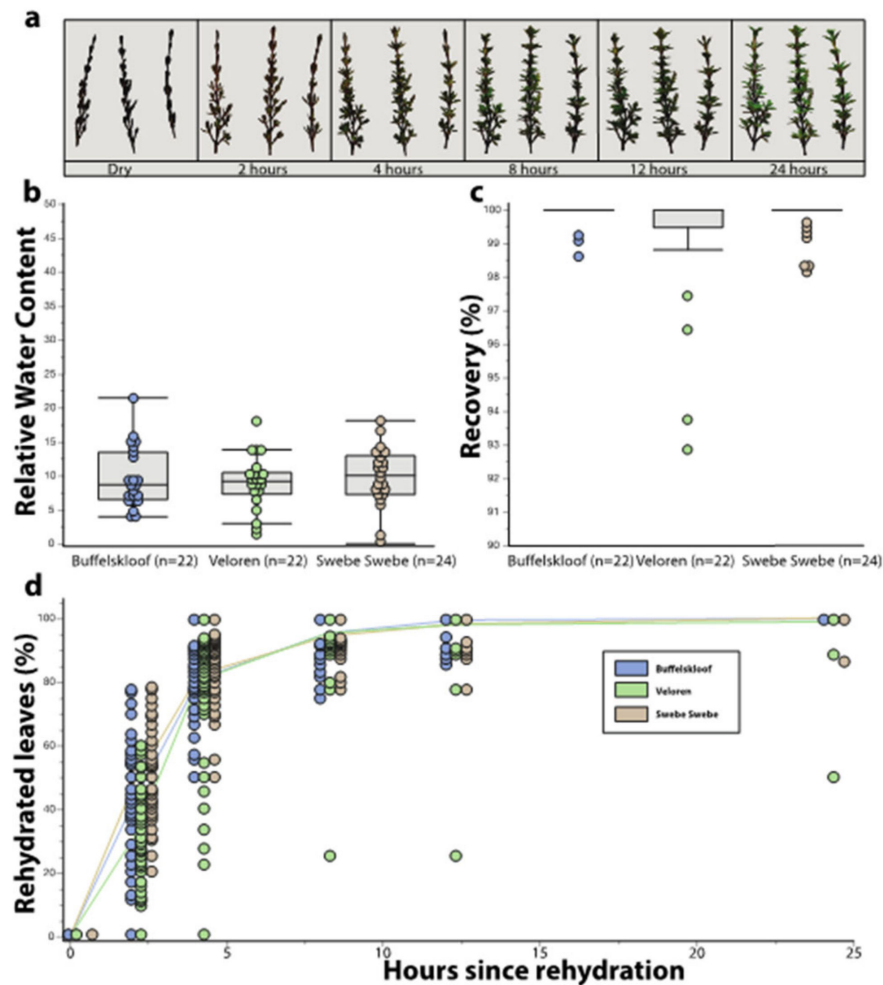 a
Dry 2 hours 4 hours 8 hours 12 hours 24 hours
b
Relative Water Content
50
45
40
35
30
25
20
15
10
5
0
Buffelskloof (n=22) Veloren (n=22) Swebe Swebe (n=24)
c
Recovery (%)
100
99
98
97
96
95
94
93
92
91
90
Buffelskloof (n=22) Veloren (n=22) Swebe Swebe (n=24)
d
Rehydrated leaves (%)
100
80
60
40
20
0
Buffelskloof
Veloren
Swebe Swebe
0 5 10 15 20 25
Hours since rehydration